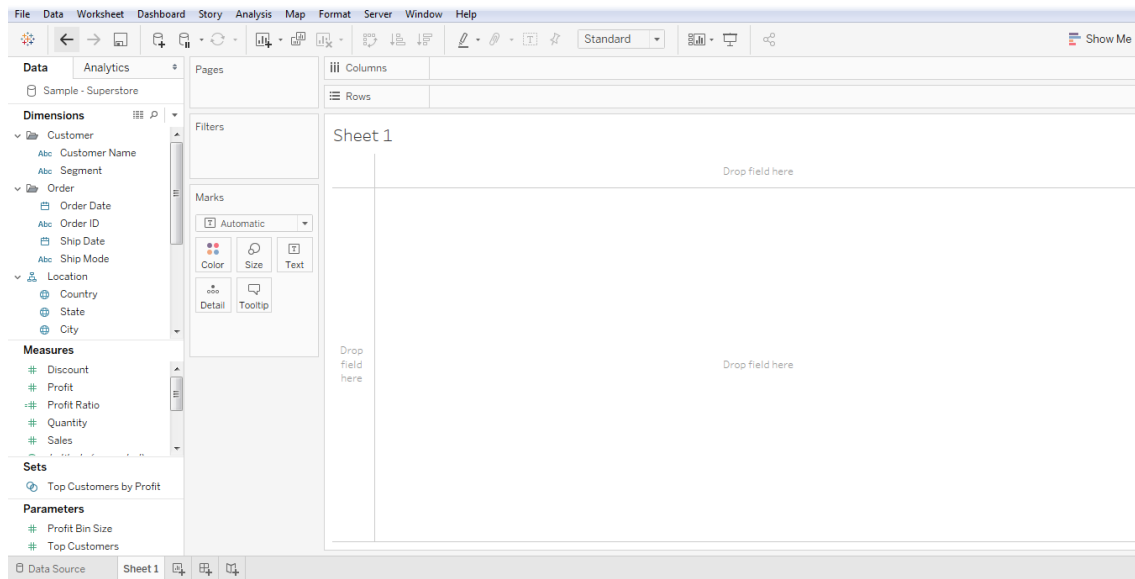 File Data Worksheet Dashboard Story Analysis Map Format Server Window Help
Standard
Show Me
Data Analytics
Sample - Superstore
Dimensions
Customer
Abc Customer Name
Abc Segment
Order
Order Date
Abc Order ID
Ship Date
Abc Ship Mode
Location
Country
State
City
Measures
# Discount
# Profit
=# Profit Ratio
# Quantity
# Sales
Sets
Top Customers by Profit
Parameters
# Profit Bin Size
# Top Customers
Pages
Filters
Marks
T Automatic
Color Size Text
Detail Tooltip
iii Columns
Rows
Sheet 1
Drop field here
Drop
field
here
Drop field here
Data Source Sheet 1